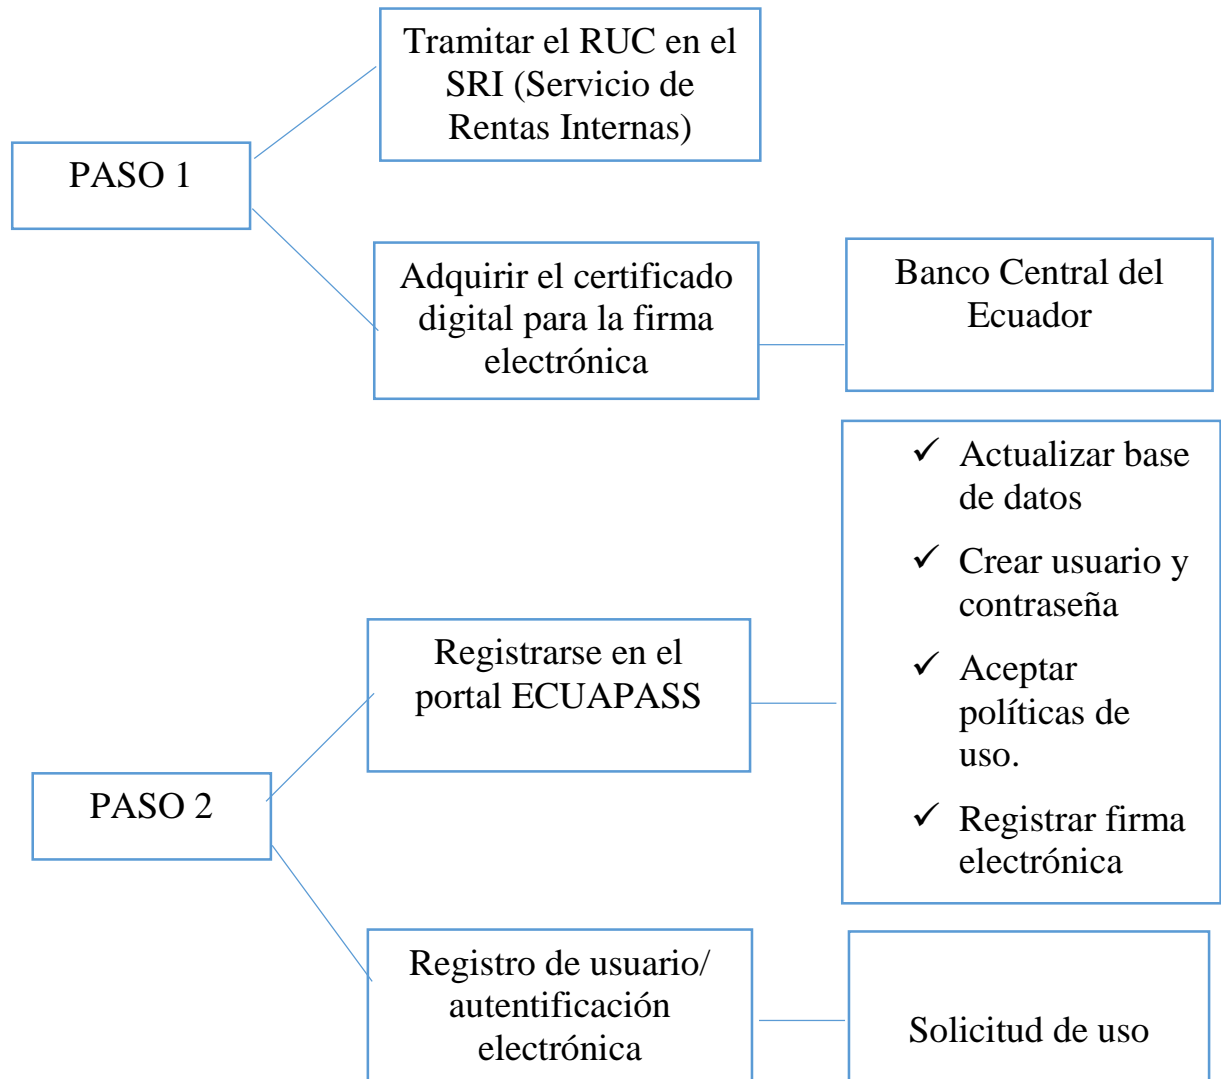 PASO 1
Tramitar el RUC en el
SRI (Servicio de
Rentas Internas)
Adquirir el certificado
digital para la firma
electrónica
Banco Central del
Ecuador
PASO 2
Registrarse en el
portal ECUAPASS
✓ Actualizar base
de datos
✓ Crear usuario y
contraseña
✓ Aceptar
políticas de
uso.
✓ Registrar firma
electrónica
Registro de usuario/
autentificación
electrónica
Solicitud de uso